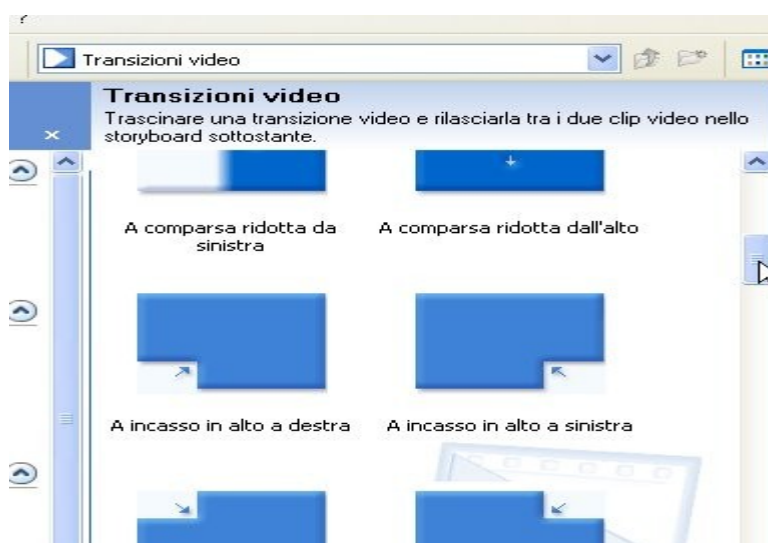 ?
Transizioni video
Transizioni video
Trascinare una transizione video e rilasciarla tra i due clip video nello
storyboard sottostante.
A comparsa ridotta da
sinistra
A comparsa ridotta dall'alto
A incasso in alto a destra
A incasso in alto a sinistra